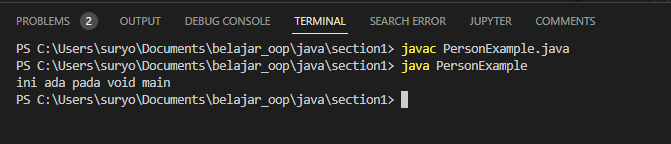 PROBLEMS 2 OUTPUT DEBUG CONSOLE TERMINAL SEARCH ERROR JUPYTER COMMENTS
PS C:\Users\suryo\Documents\belajar_oop\java\section1> javac PersonExample.java
PS C:\Users\suryo\Documents\belajar_oop\java\section1> java PersonExample
ini ada pada void main
PS C:\Users\suryo\Documents\belajar_oop\java\section1>